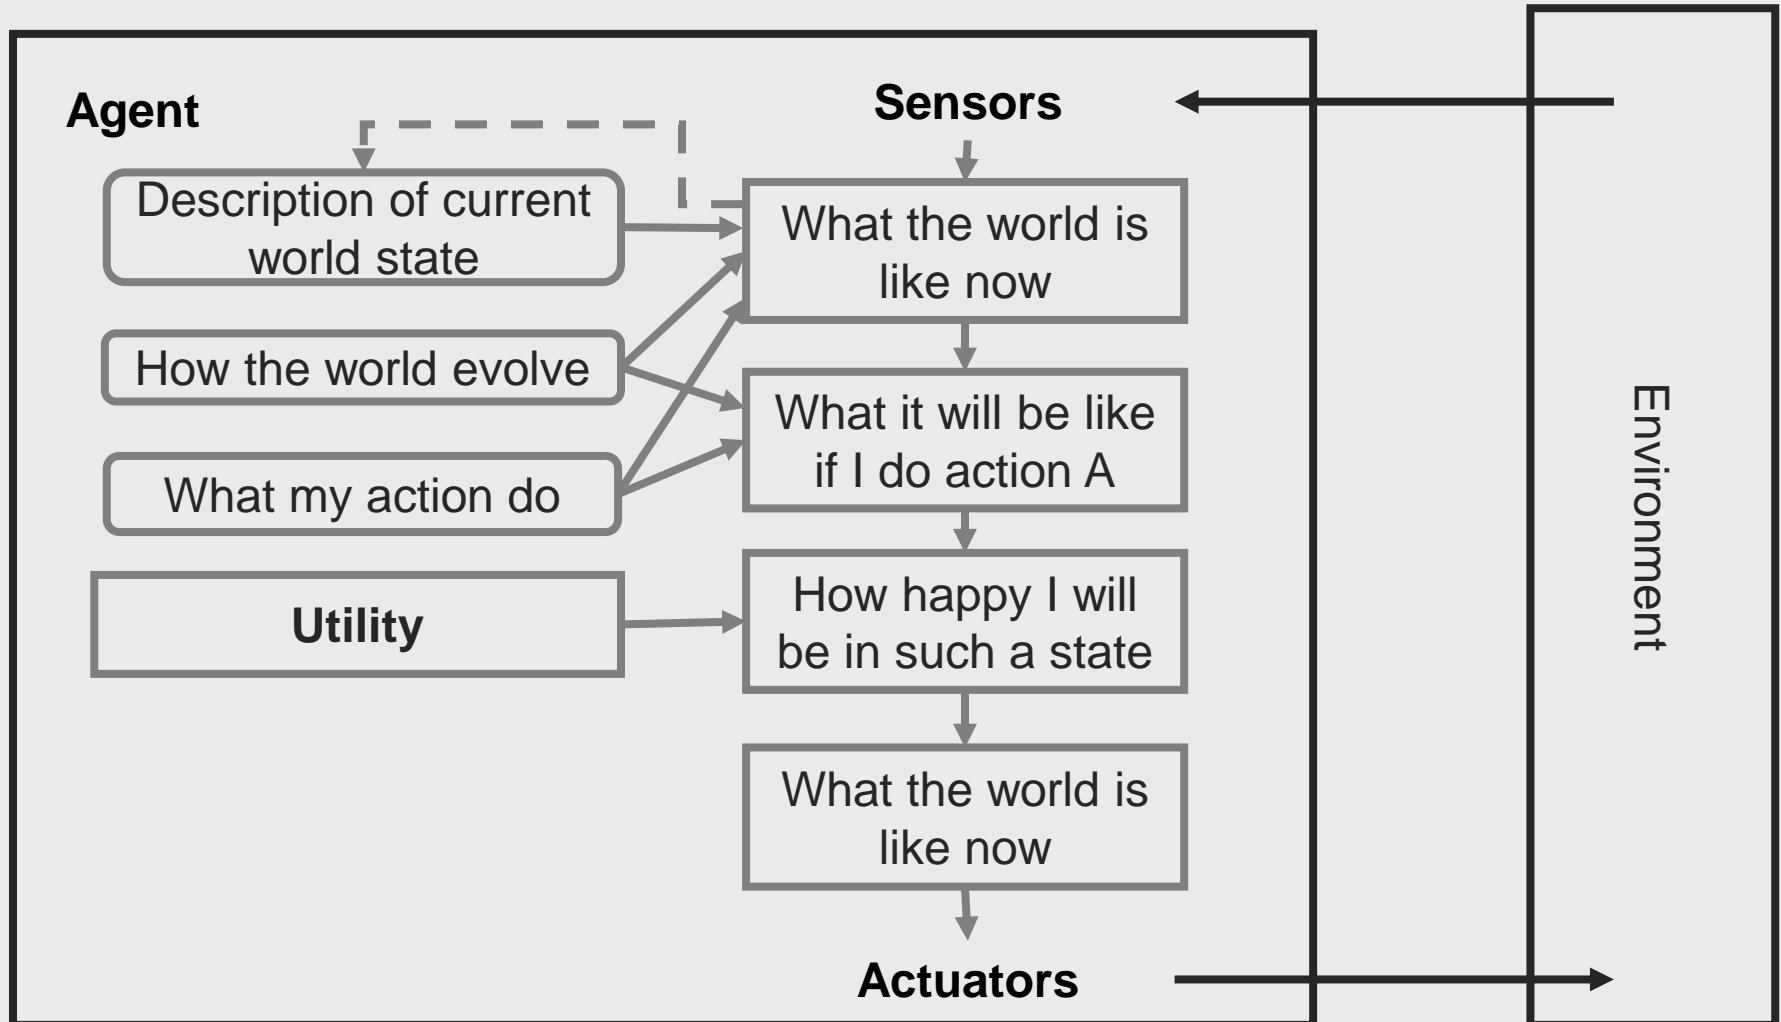 Agent
Sensors
Description of current
world state
What the world is
like now
How the world evolve
What it will be like
if I do action A
What my action do
Utility
How happy I will
be in such a state
What the world is
like now
Actuators
Environment